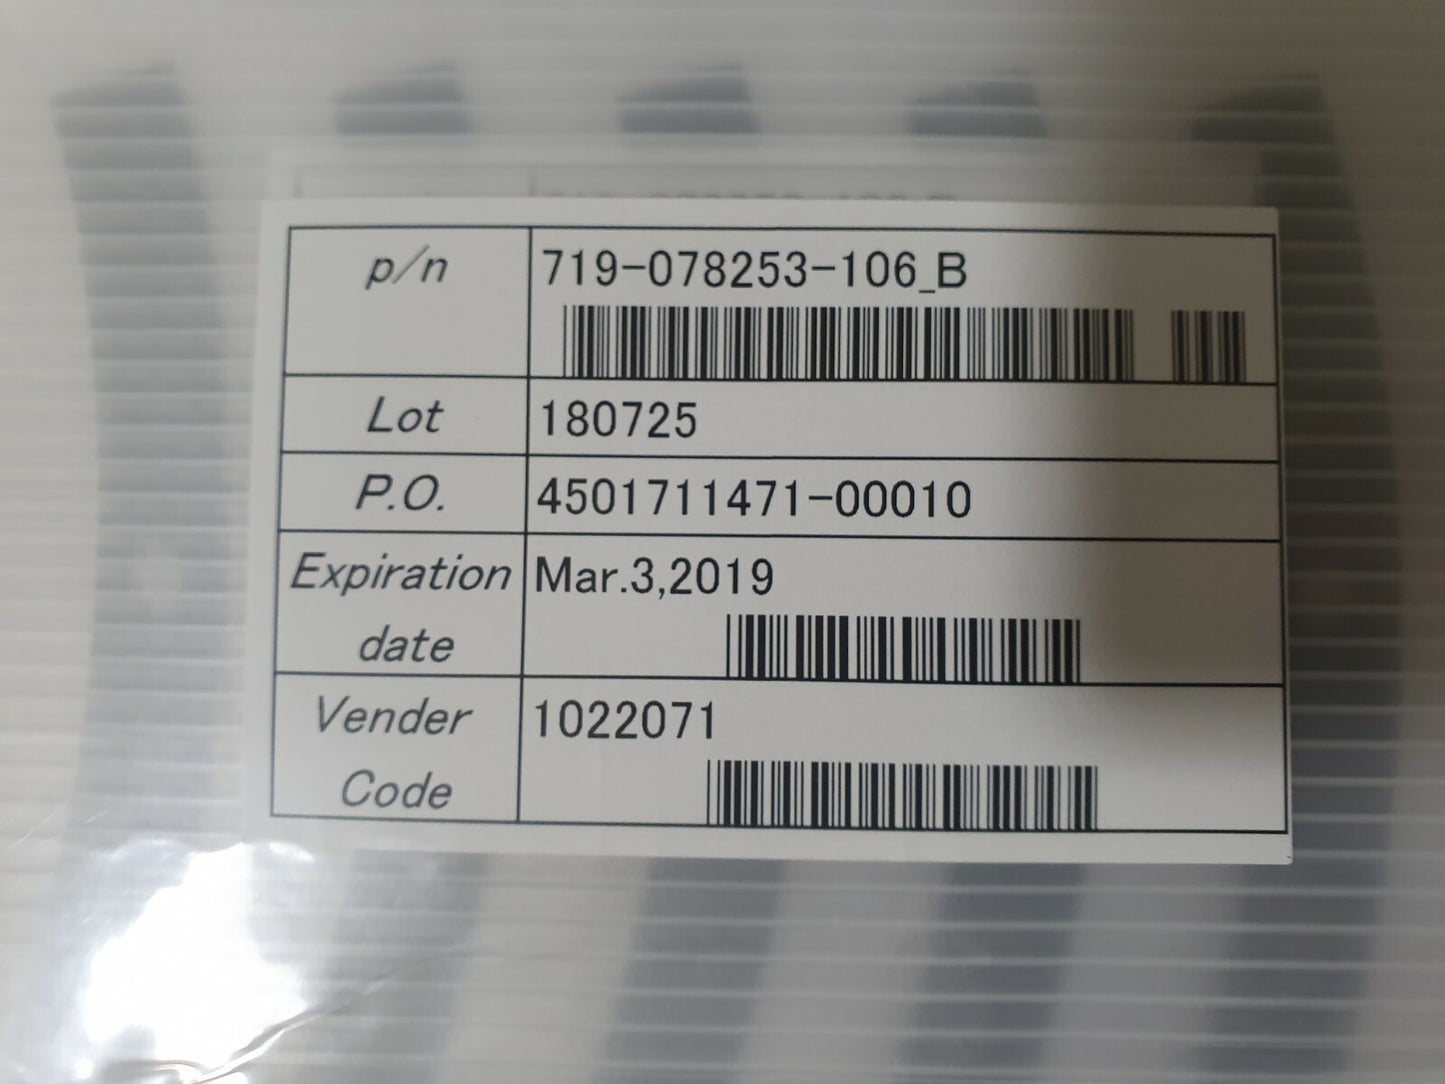 p/n 719-078253-106_B
Lot 180725
P.O. 4501711471-00010
Expiration Mar.3,2019
date
Vender 1022071
Code